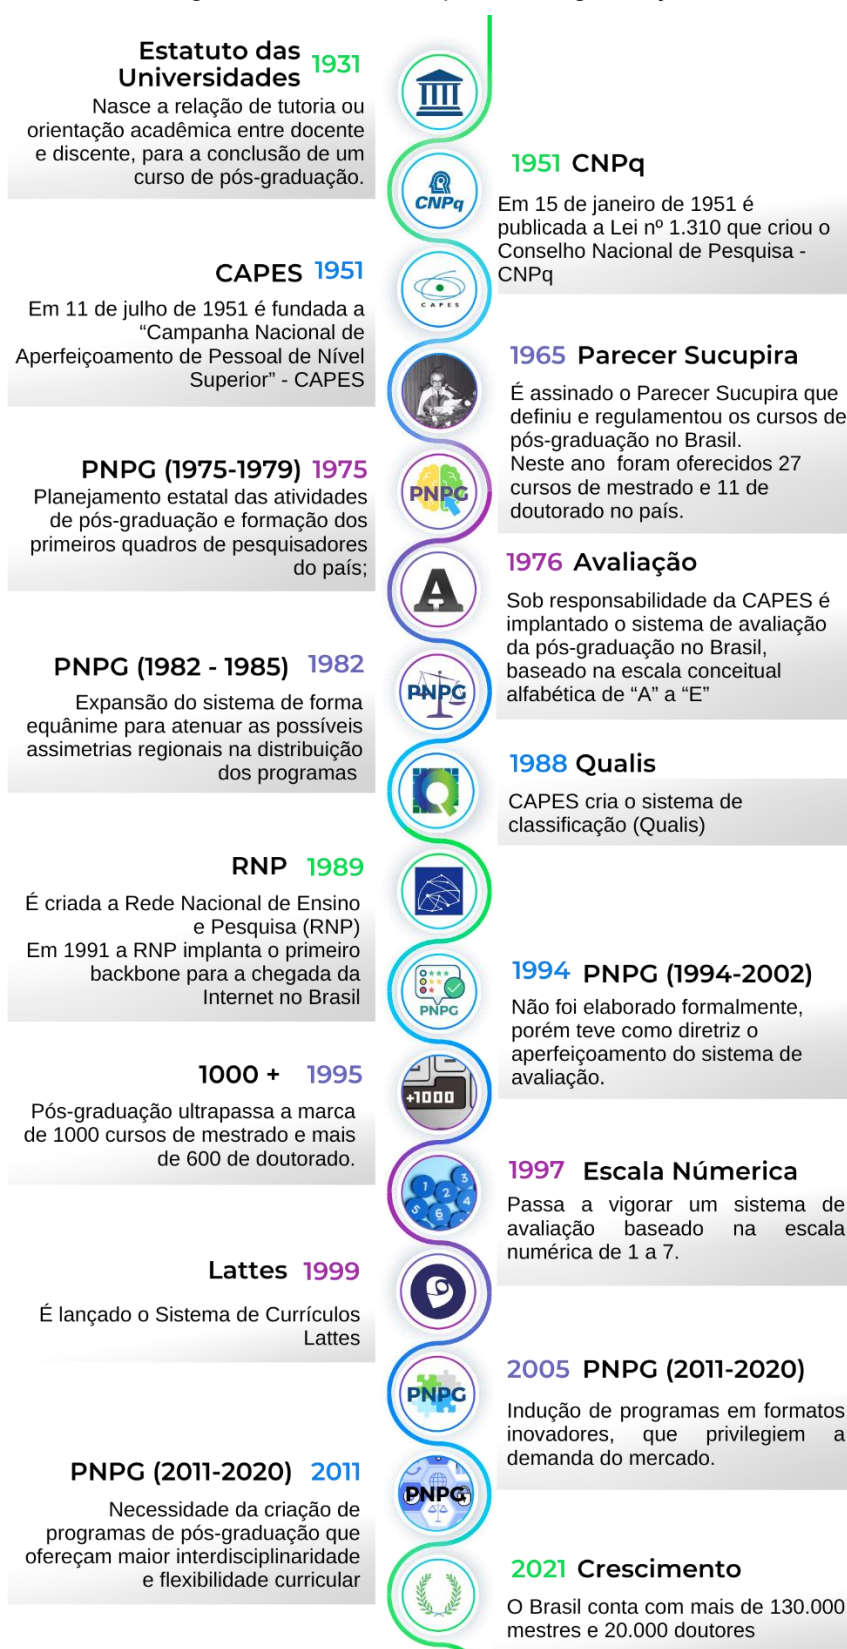 Estatuto das
Universidades
1931
Nasce a relação de tutoria ou
orientação acadêmica entre docente
e discente, para a conclusão de um
curso de pós-graduação.
CNPq
1951 CNPq
Em 15 de janeiro de 1951 é
publicada a Lei nº 1.310 que criou o
Conselho Nacional de Pesquisa -
CNPq
CAPES 1951
Em 11 de julho de 1951 é fundada a
“Campanha Nacional de
Aperfeiçoamento de Pessoal de Nível
Superior” - CAPES
CAPES
1965 Parecer Sucupira
É assinado o Parecer Sucupira que
definiu e regulamentou os cursos de
pós-graduação no Brasil.
Neste ano foram oferecidos 27
cursos de mestrado e 11 de
doutorado no país.
PNPG (1975-1979) 1975
Planejamento estatal das atividades
de pós-graduação e formação dos
primeiros quadros de pesquisadores
do país;
PNPG
1976 Avaliação
Sob responsabilidade da CAPES é
implantado o sistema de avaliação
da pós-graduação no Brasil,
baseado na escala conceitual
alfabética de “A” a “E”
A
PNPG (1982 - 1985) 1982
Expansão do sistema de forma
equânime para atenuar as possíveis
assimetrias regionais na distribuição
dos programas
PNPG
1988 Qualis
CAPES cria o sistema de
classificação (Qualis)
RNP 1989
É criada a Rede Nacional de Ensino
e Pesquisa (RNP)
Em 1991 a RNP implanta o primeiro
backbone para a chegada da
Internet no Brasil
1994 PNPG (1994-2002)
Não foi elaborado formalmente,
porém teve como diretriz o
aperfeiçoamento do sistema de
avaliação.
PNPG
1000 + 1995
Pós-graduação ultrapassa a marca
de 1000 cursos de mestrado e mais
de 600 de doutorado.
+1000
1997 Escala Númerica
Passa a vigorar um sistema de
avaliação baseado na escala
numérica de 1 a 7.
1 2 3
4 5 6
Lattes 1999
É lançado o Sistema de Currículos
Lattes
2005 PNPG (2011-2020)
Indução de programas em formatos
inovadores, que privilegiem a
demanda do mercado.
PNPG
PNPG (2011-2020) 2011
Necessidade da criação de
programas de pós-graduação que
ofereçam maior interdisciplinaridade
e flexibilidade curricular
PNPG
2021 Crescimento
O Brasil conta com mais de 130.000
mestres e 20.000 doutores